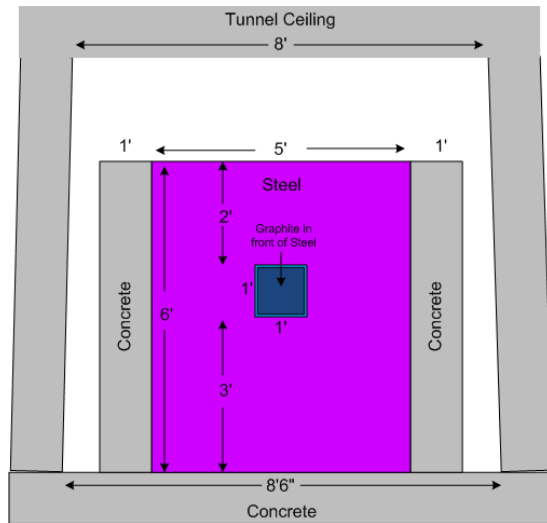 Tunnel Ceiling
8'
1'
5'
1'
Steel
2'
Graphite in
front of Steel
1'
Concrete
6'
Concrete
1'
3'
8'6"
Concrete